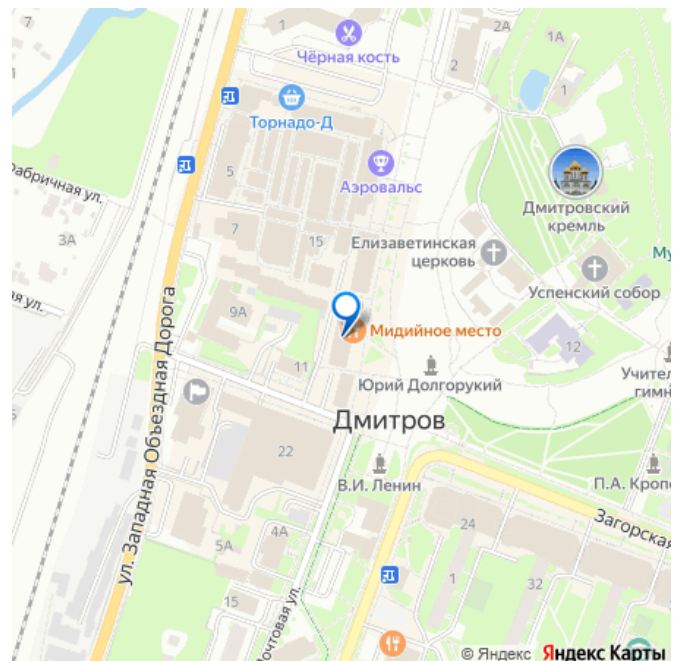 7
1
2А
1А
Чёрная кость
2
1
Торнадо-Д
Аэровальс
5
Фабричная ул.
3А
7
15
Дмитровский
кремль
Елизаветинская
церковь
Му
Успенский собор
ая ул.
9А
Мидийное место
12
11
Юрий Долгорукий
Учител
гимн
Дмитров
ул. Западная Объездная Дорога
22
В.И. Ленин
П.А. Кропо
24
Загорская
5А
4А
1
32
15
Почтовая ул.
© Яндекс Яндекс Карты